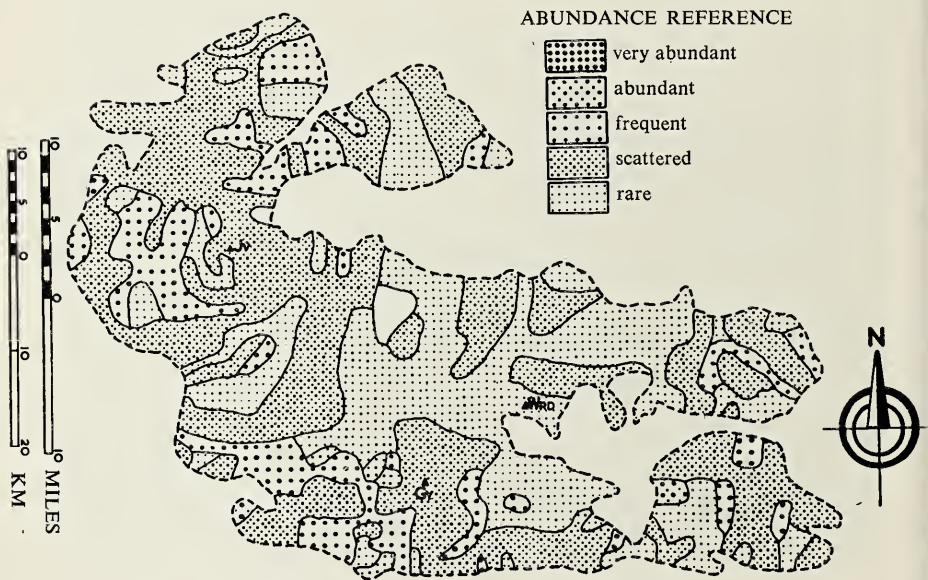 ABUNDANCE REFERENCE
very abundant
abundant
frequent
scattered
rare
N
10 5 0 10 20
KM
10 5 0 10
MILES